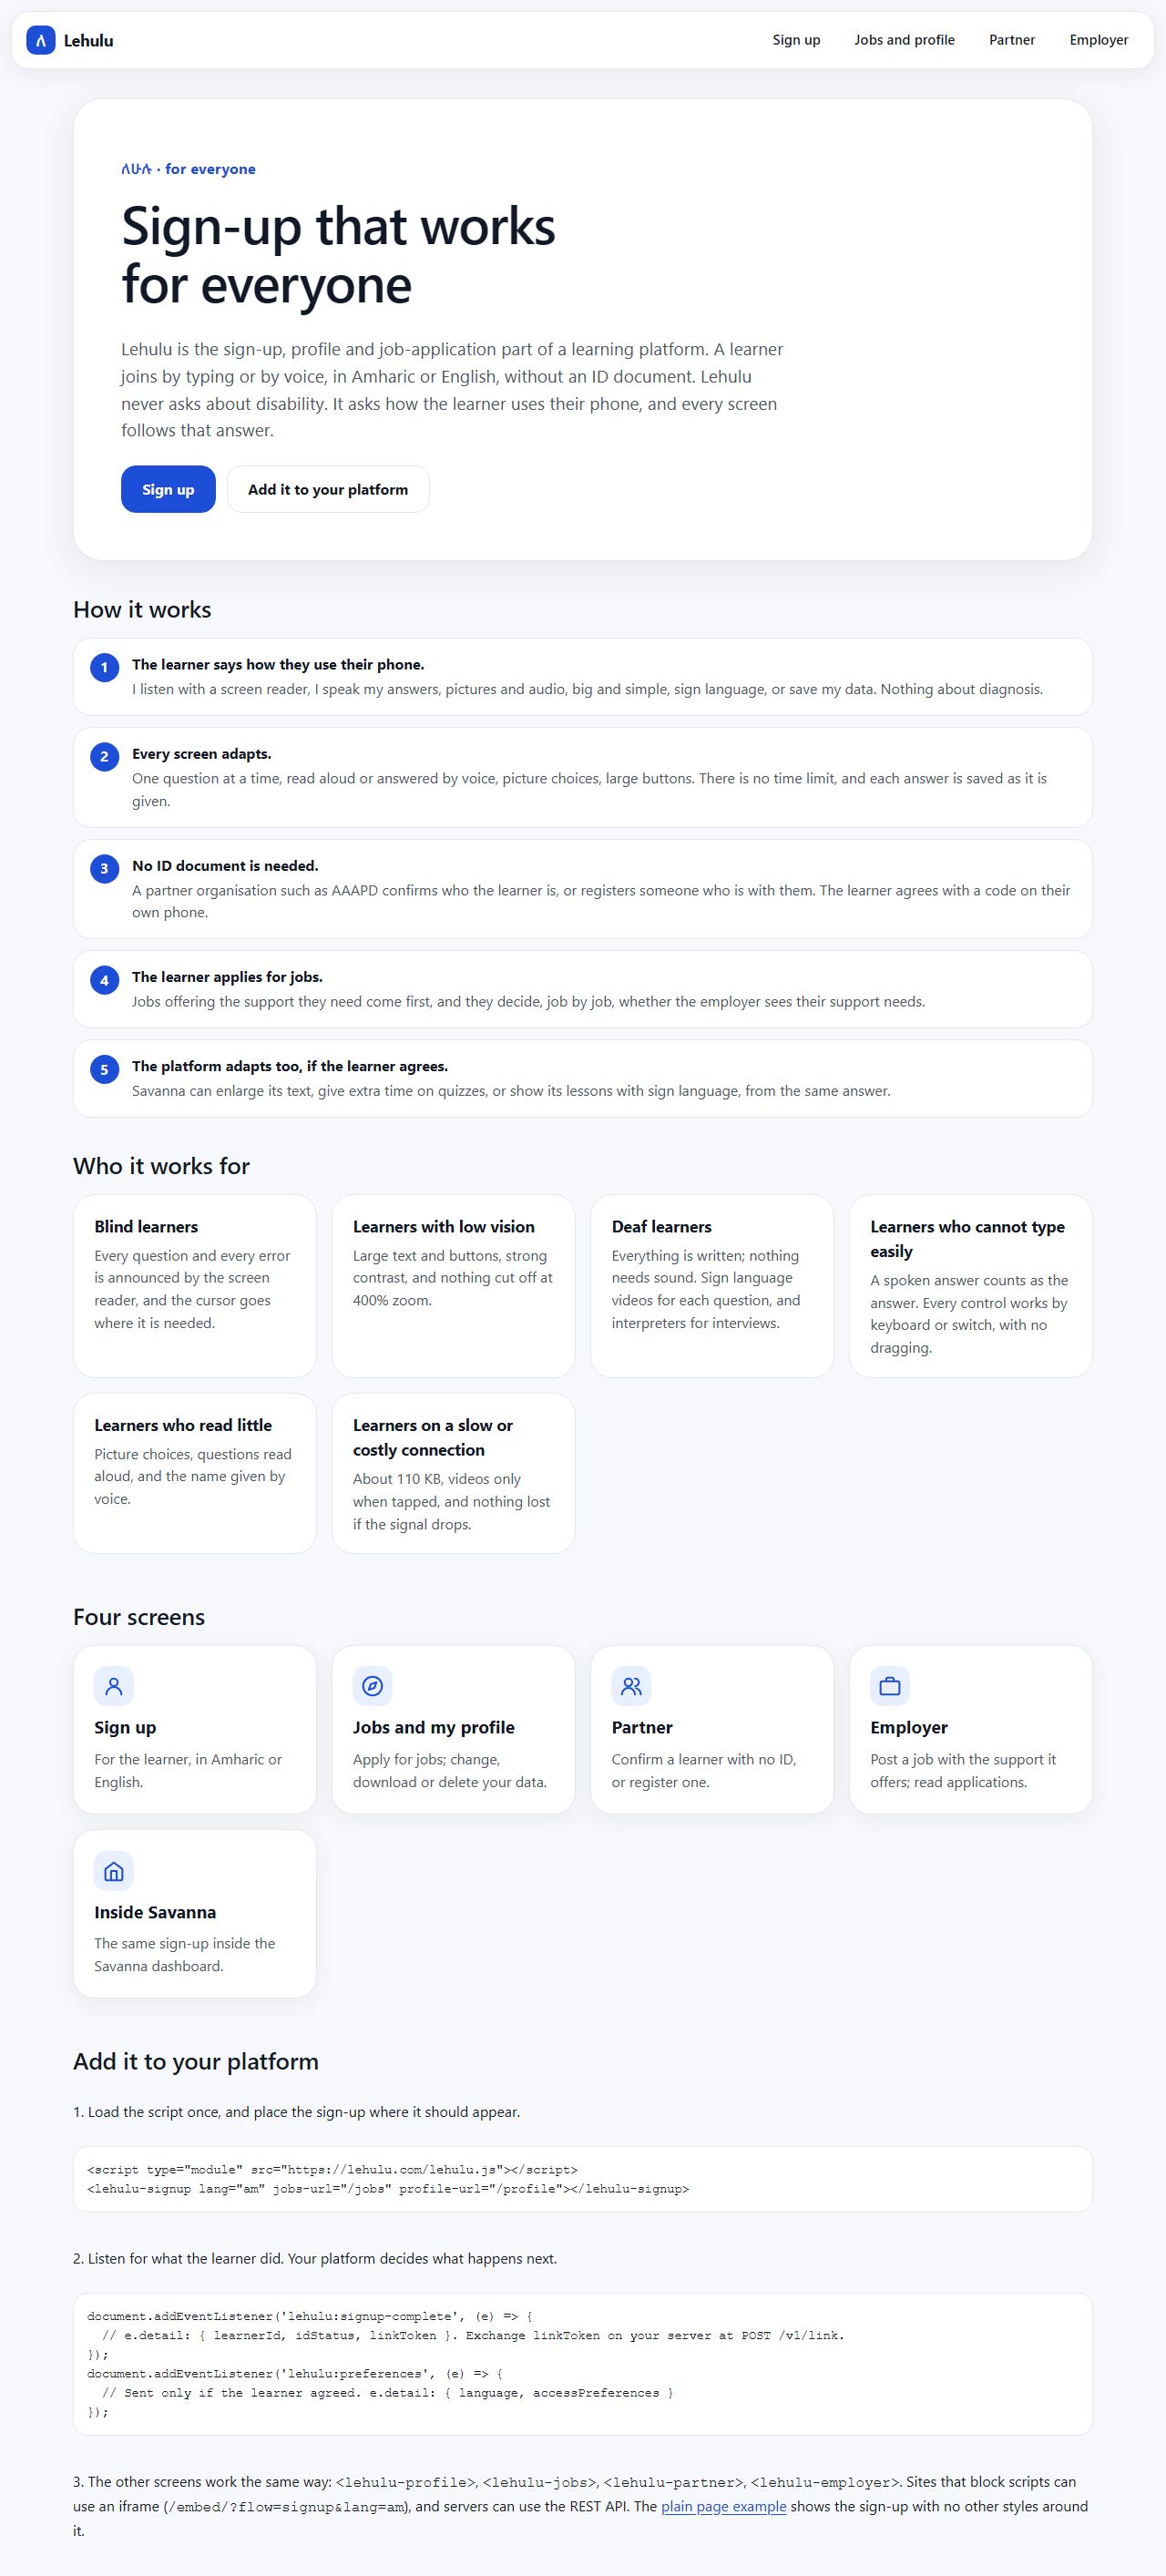 ለ Lehulu
Sign up Jobs and profile Partner Employer
ለሁሉ · for everyone
Sign-up that works
for everyone
Lehulu is the sign-up, profile and job-application part of a learning platform. A learner
joins by typing or by voice, in Amharic or English, without an ID document. Lehulu
never asks about disability. It asks how the learner uses their phone, and every screen
follows that answer.
Sign up Add it to your platform
How it works
1 The learner says how they use their phone.
I listen with a screen reader, I speak my answers, pictures and audio, big and simple, sign language, or save my data. Nothing about diagnosis.
2 Every screen adapts.
One question at a time, read aloud or answered by voice, picture choices, large buttons. There is no time limit, and each answer is saved as it is
given.
3 No ID document is needed.
A partner organisation such as AAAPD confirms who the learner is, or registers someone who is with them. The learner agrees with a code on their
own phone.
4 The learner applies for jobs.
Jobs offering the support they need come first, and they decide, job by job, whether the employer sees their support needs.
5 The platform adapts too, if the learner agrees.
Savanna can enlarge its text, give extra time on quizzes, or show its lessons with sign language, from the same answer.
Who it works for
Blind learners
Every question and every error
is announced by the screen
reader, and the cursor goes
where it is needed.
Learners with low vision
Large text and buttons, strong
contrast, and nothing cut off at
400% zoom.
Deaf learners
Everything is written; nothing
needs sound. Sign language
videos for each question, and
interpreters for interviews.
Learners who cannot type
easily
A spoken answer counts as the
answer. Every control works by
keyboard or switch, with no
dragging.
Learners who read little
Picture choices, questions read
aloud, and the name given by
voice.
Learners on a slow or
costly connection
About 110 KB, videos only
when tapped, and nothing lost
if the signal drops.
Four screens
Sign up
For the learner, in Amharic or
English.
Jobs and my profile
Apply for jobs; change,
download or delete your data.
Partner
Confirm a learner with no ID,
or register one.
Employer
Post a job with the support it
offers; read applications.
Inside Savanna
The same sign-up inside the
Savanna dashboard.
Add it to your platform
1. Load the script once, and place the sign-up where it should appear.
<script type="module" src="https://lehulu.com/lehulu.js"></script>
<lehulu-signup lang="am" jobs-url="/jobs" profile-url="/profile"></lehulu-signup>
2. Listen for what the learner did. Your platform decides what happens next.
document.addEventListener('lehulu:signup-complete', (e) => {
  // e.detail: { learnerId, idStatus, linkToken }. Exchange linkToken on your server at POST /v1/link.
});
document.addEventListener('lehulu:preferences', (e) => {
  // Sent only if the learner agreed. e.detail: { language, accessPreferences }
});
3. The other screens work the same way: <lehulu-profile>, <lehulu-jobs>, <lehulu-partner>, <lehulu-employer>. Sites that block scripts can
use an iframe (/embed/?flow=signup&lang=am), and servers can use the REST API. The plain page example shows the sign-up with no other styles around
it.